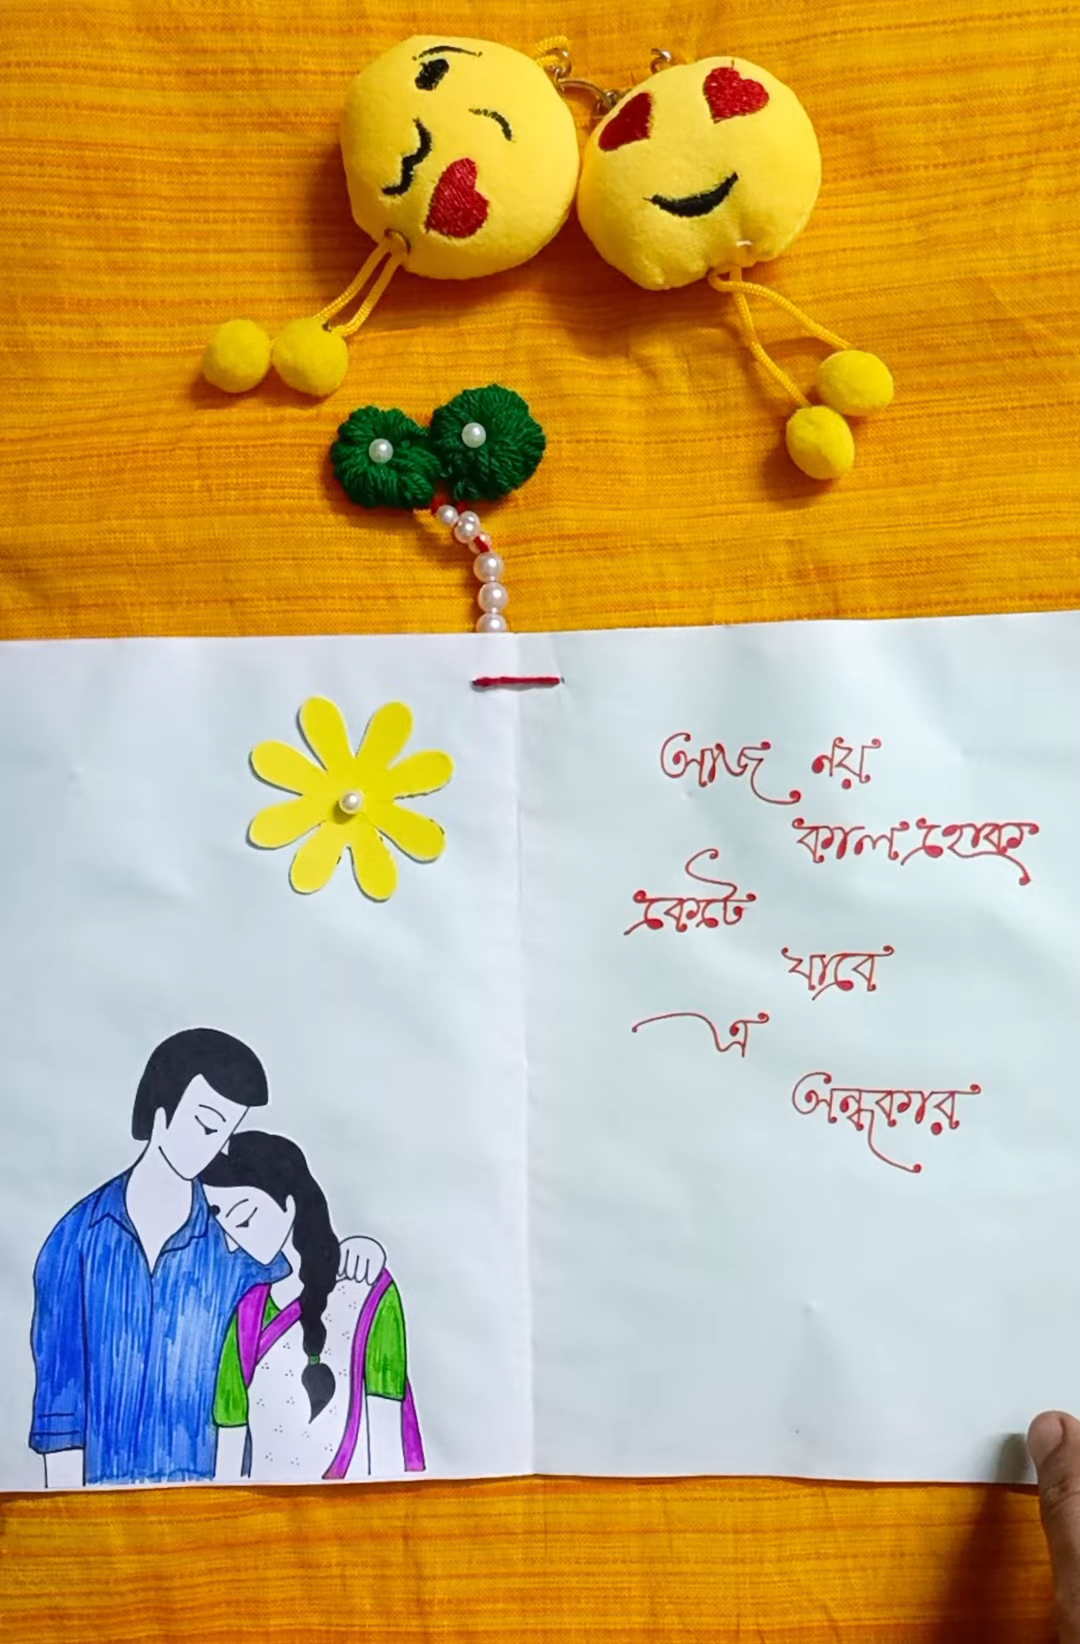 আজ নয়
কাল হোক
কেটে
যাবে
এ
অন্ধকার